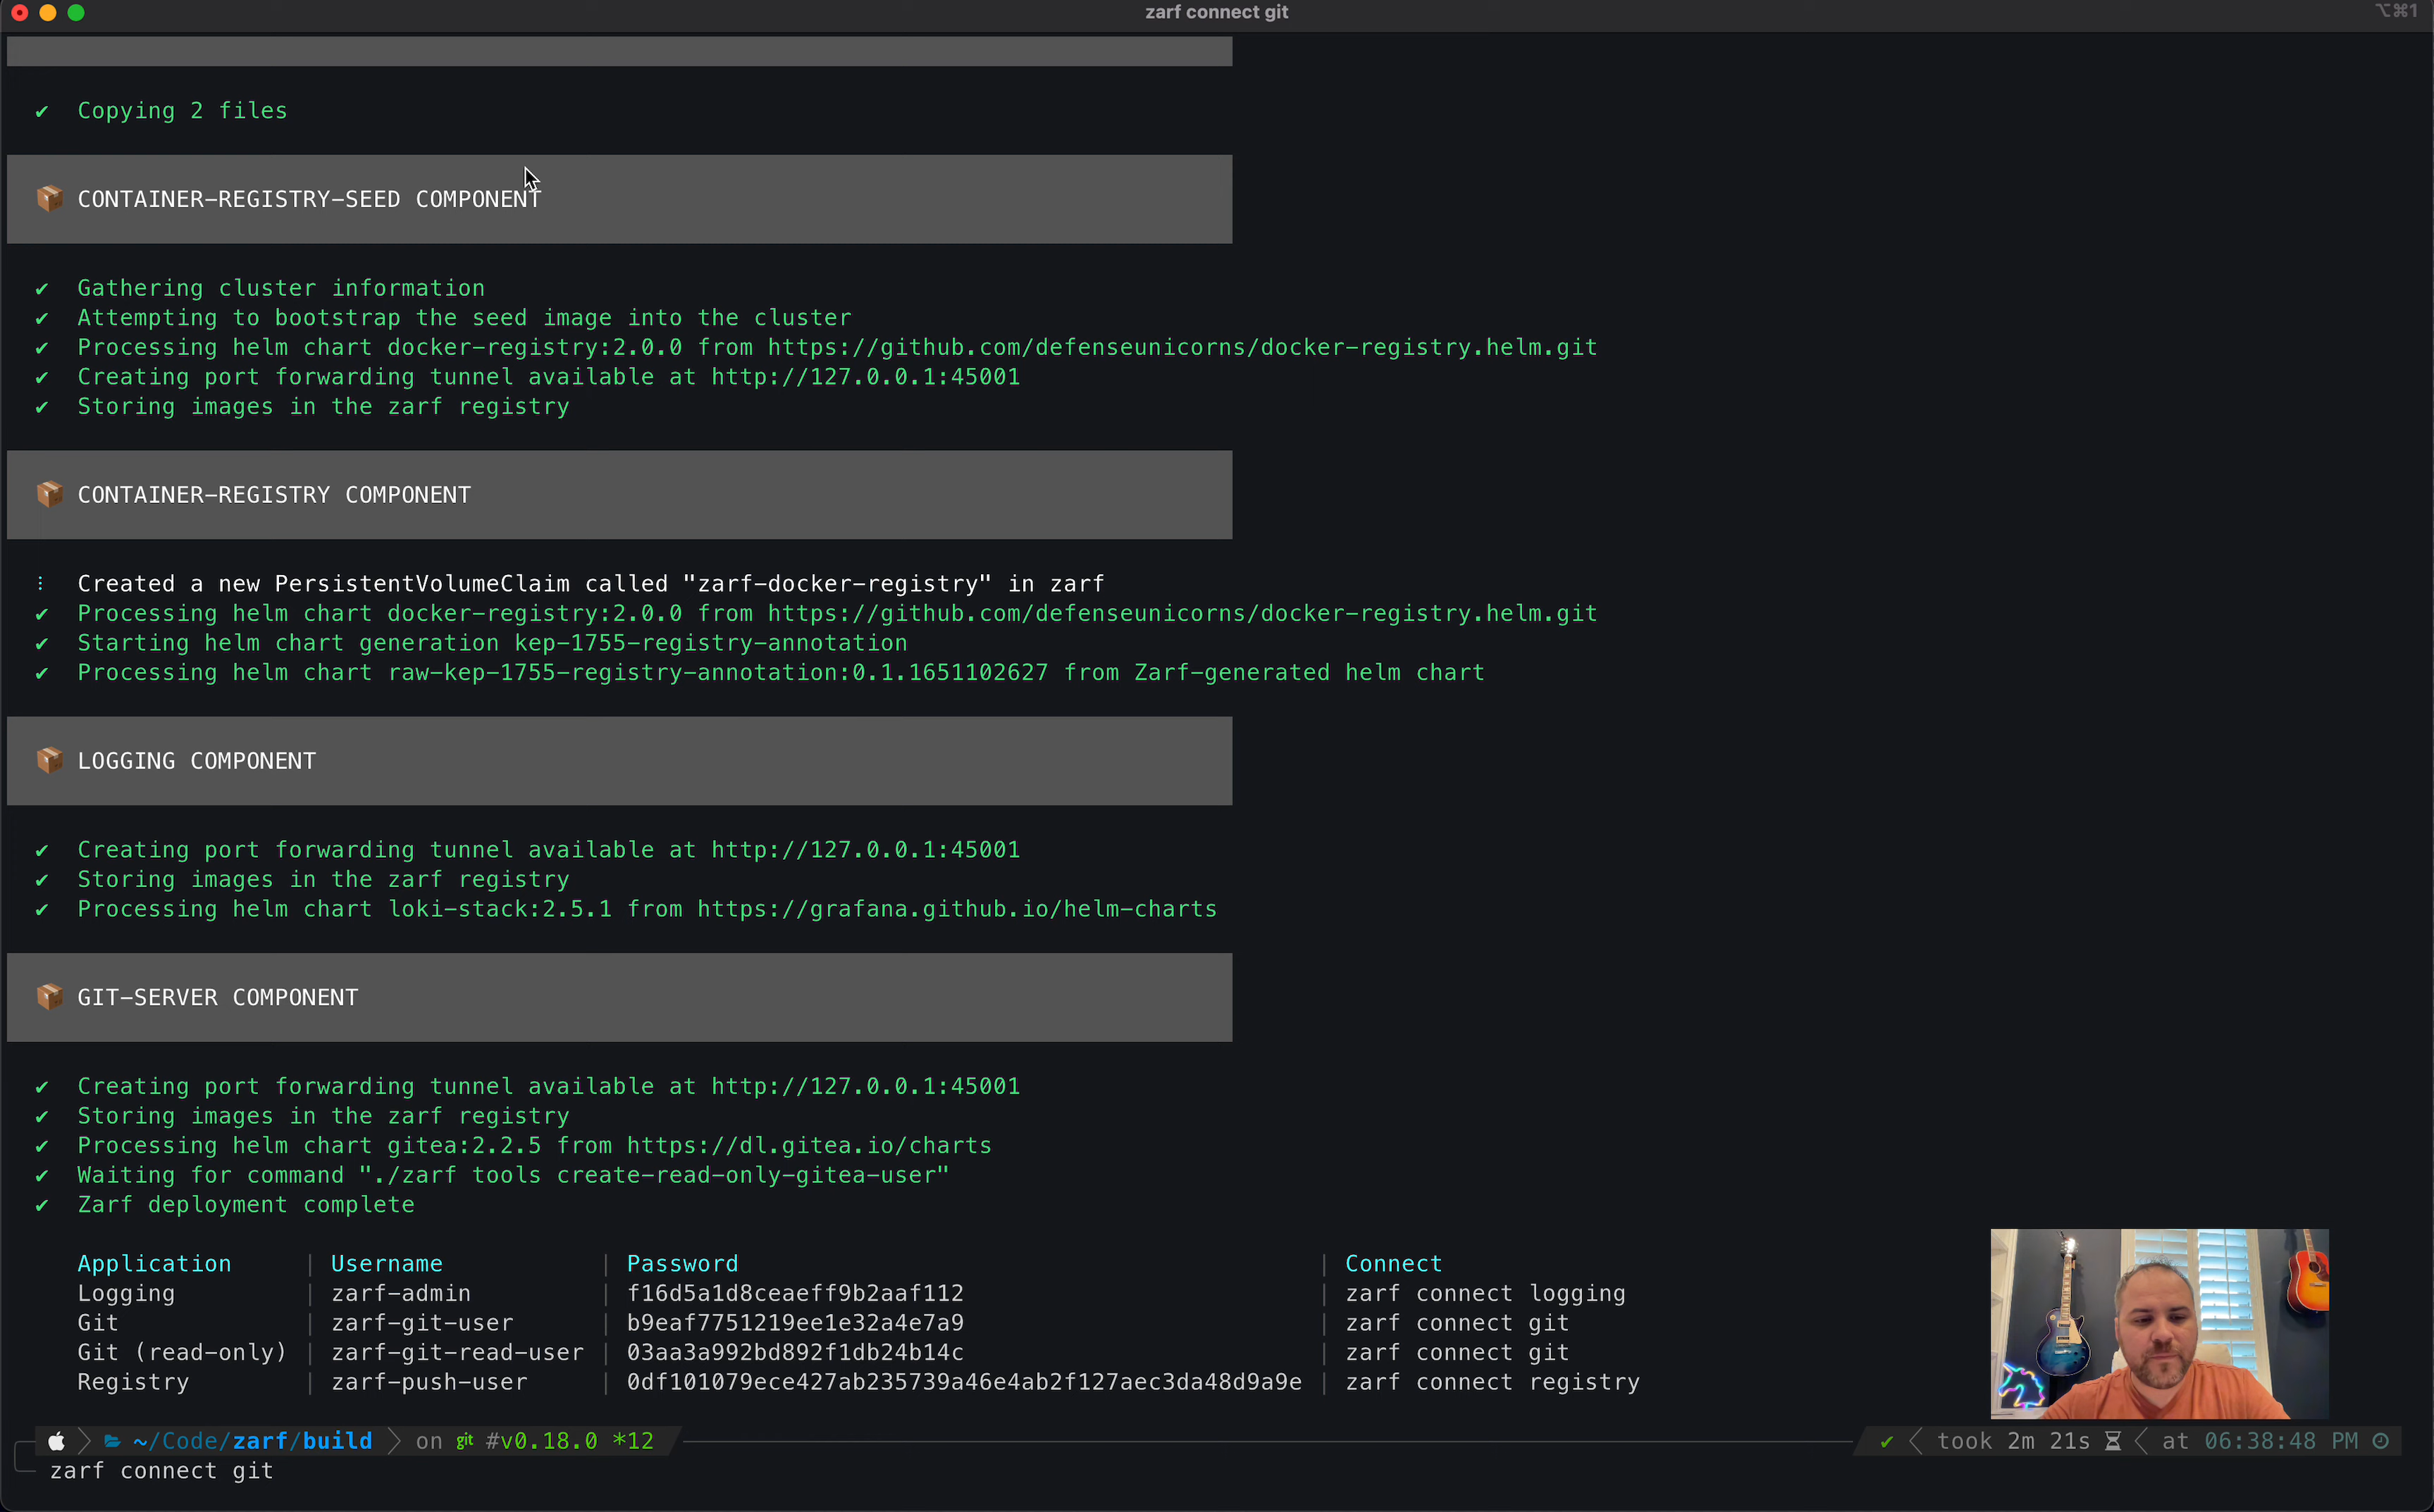 zarf connect git
⌥⌘1
✔ Copying 2 files
📦 CONTAINER-REGISTRY-SEED COMPONENT
✔ Gathering cluster information
✔ Attempting to bootstrap the seed image into the cluster
✔ Processing helm chart docker-registry:2.0.0 from https://github.com/defenseunicorns/docker-registry.helm.git
✔ Creating port forwarding tunnel available at http://127.0.0.1:45001
✔ Storing images in the zarf registry
📦 CONTAINER-REGISTRY COMPONENT
⋮ Created a new PersistentVolumeClaim called "zarf-docker-registry" in zarf
✔ Processing helm chart docker-registry:2.0.0 from https://github.com/defenseunicorns/docker-registry.helm.git
✔ Starting helm chart generation kep-1755-registry-annotation
✔ Processing helm chart raw-kep-1755-registry-annotation:0.1.1651102627 from Zarf-generated helm chart
📦 LOGGING COMPONENT
✔ Creating port forwarding tunnel available at http://127.0.0.1:45001
✔ Storing images in the zarf registry
✔ Processing helm chart loki-stack:2.5.1 from https://grafana.github.io/helm-charts
📦 GIT-SERVER COMPONENT
✔ Creating port forwarding tunnel available at http://127.0.0.1:45001
✔ Storing images in the zarf registry
✔ Processing helm chart gitea:2.2.5 from https://dl.gitea.io/charts
✔ Waiting for command "./zarf tools create-read-only-gitea-user"
✔ Zarf deployment complete
Application | Username | Password | Connect
Logging | zarf-admin | f16d5a1d8ceaeff9b2aaf112 | zarf connect logging
Git | zarf-git-user | b9eaf7751219ee1e32a4e7a9 | zarf connect git
Git (read-only) | zarf-git-read-user | 03aa3a992bd892f1db24b14c | zarf connect git
Registry | zarf-push-user | 0df101079ece427ab235739a46e4ab2f127aec3da48d9a9e | zarf connect registry
~/Code/zarf/build on git #v0.18.0 *12 ✔ took 2m 21s at 06:38:48 PM
zarf connect git